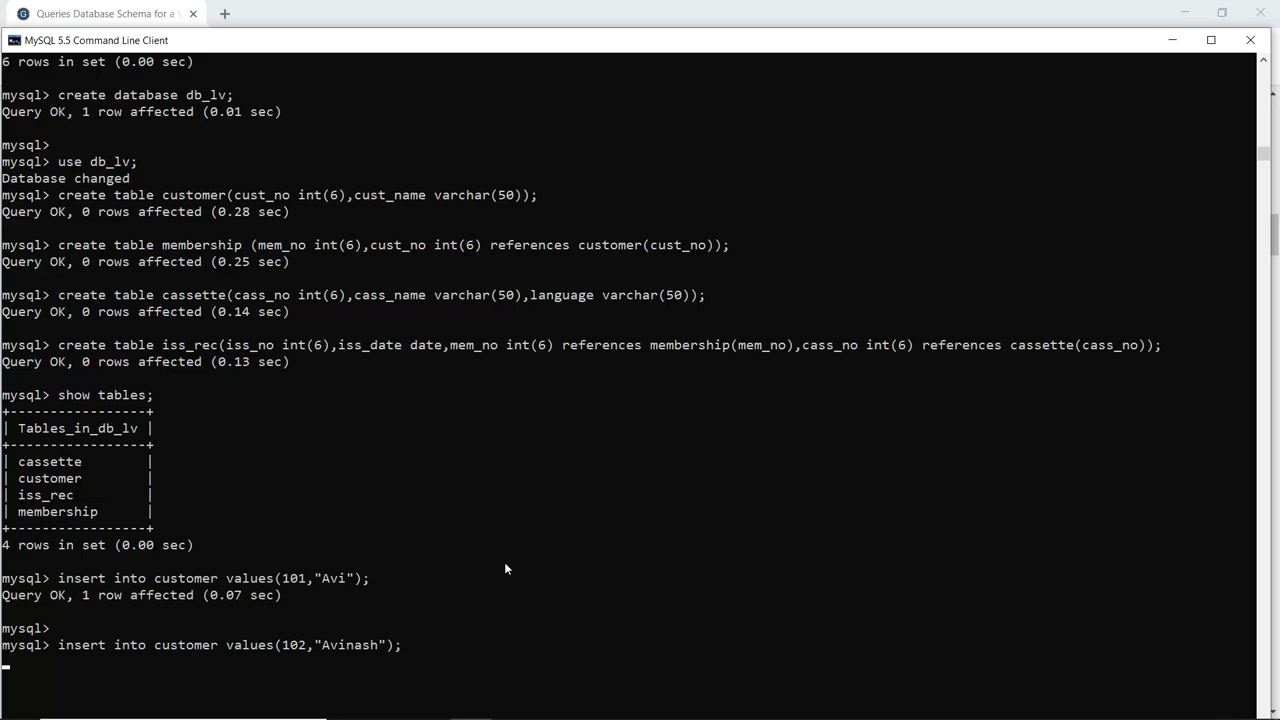 Queries Database Schema for a
MySQL 5.5 Command Line Client
6 rows in set (0.00 sec)
mysql> create database db_lv;
Query OK, 1 row affected (0.01 sec)
mysql>
mysql> use db_lv;
Database changed
mysql> create table customer(cust_no int(6),cust_name varchar(50));
Query OK, 0 rows affected (0.28 sec)
mysql> create table membership (mem_no int(6),cust_no int(6) references customer(cust_no));
Query OK, 0 rows affected (0.25 sec)
mysql> create table cassette(cass_no int(6),cass_name varchar(50),language varchar(50));
Query OK, 0 rows affected (0.14 sec)
mysql> create table iss_rec(iss_no int(6),iss_date date,mem_no int(6) references membership(mem_no),cass_no int(6) references cassette(cass_no));
Query OK, 0 rows affected (0.13 sec)
mysql> show tables;
+-----------------+
| Tables_in_db_lv |
+-----------------+
| cassette        |
| customer        |
| iss_rec         |
| membership      |
+-----------------+
4 rows in set (0.00 sec)
mysql> insert into customer values(101,"Avi");
Query OK, 1 row affected (0.07 sec)
mysql>
mysql> insert into customer values(102,"Avinash");